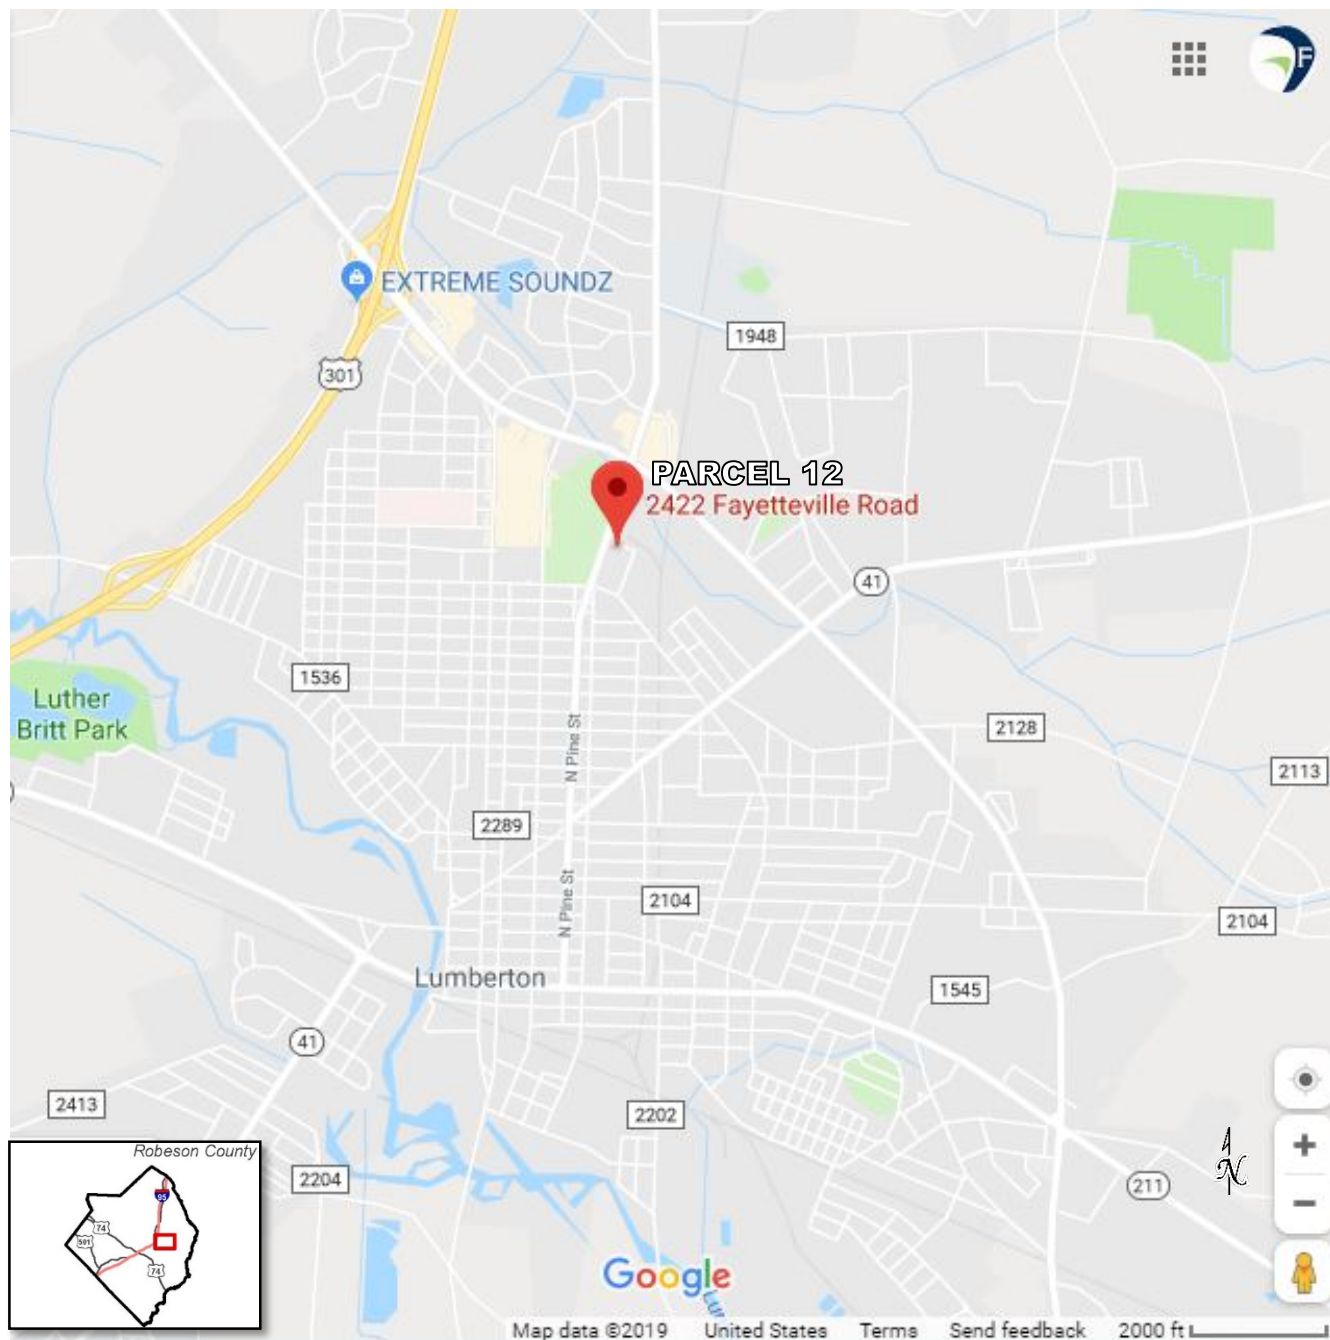 F
EXTREME SOUNDZ
1948
301
PARCEL 12
2422 Fayetteville Road
41
1536
Luther
Britt Park
2128
N Pine St
2113
2289
N Pine St
2104
2104
Lumberton
1545
41
2413
2202
Robeson County
N
2204
211
95
74
501
74
Google
Map data ©2019 United States Terms Send feedback 2000 ft